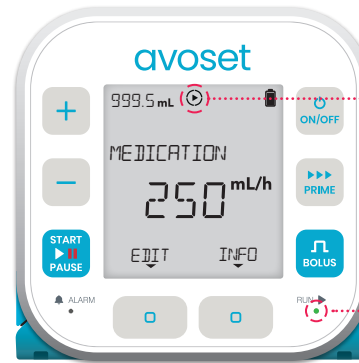 avoset
999.5 mL
ON/OFF
MEDICATION
PRIME
250 mL/h
START
PAUSE
EDIT
INFO
BOLUS
ALARM
RUN